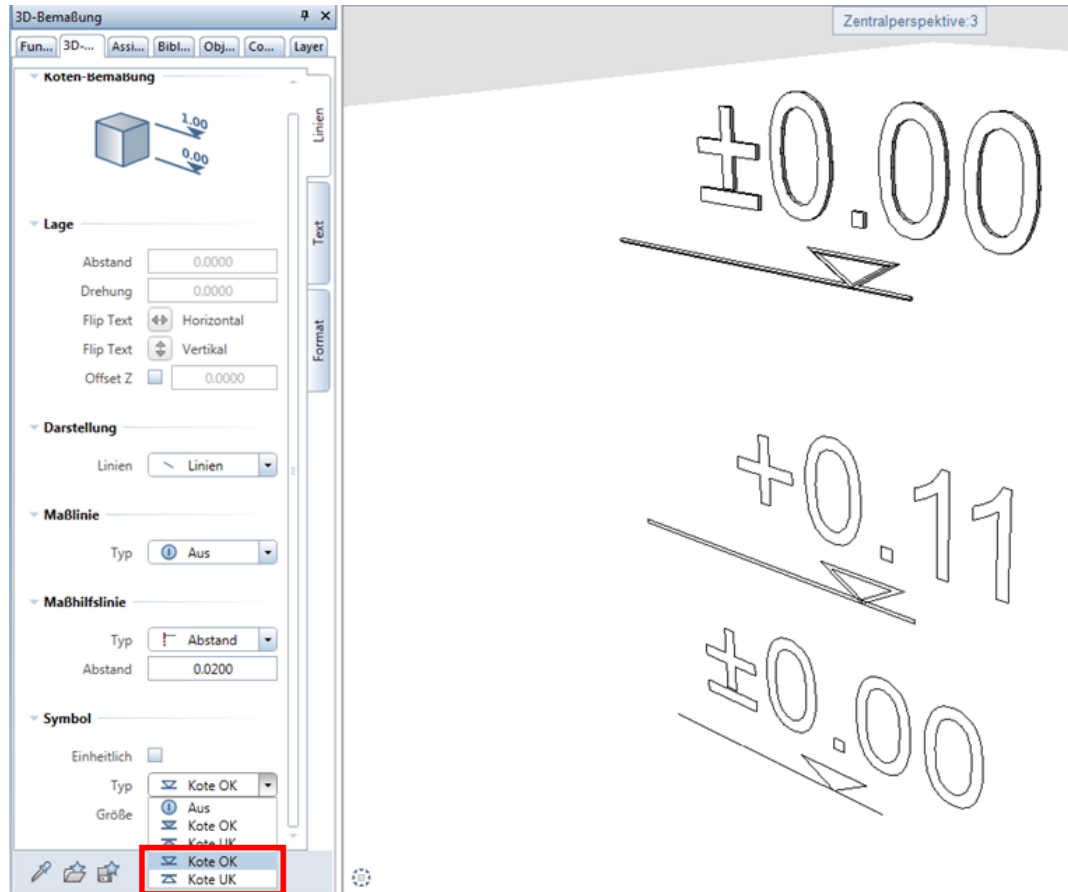 3D-Bemaßung
Fun... 3D-... Assi... Bibl... Obj... Co... Layer
Koten-Bemaßung
1.00
0.00
Linien
Text
Format
Lage
Abstand 0.0000
Drehung 0.0000
Flip Text Horizontal
Flip Text Vertikal
Offset Z 0.0000
Darstellung
Linien Linien
Maßlinie
Typ Aus
Maßhilfslinie
Typ Abstand
Abstand 0.0200
Symbol
Einheitlich
Typ Kote OK
Größe
Aus
Kote OK
Kote UK
Kote OK
Kote UK
Zentralperspektive:3
±0.00
+0.11
±0.00